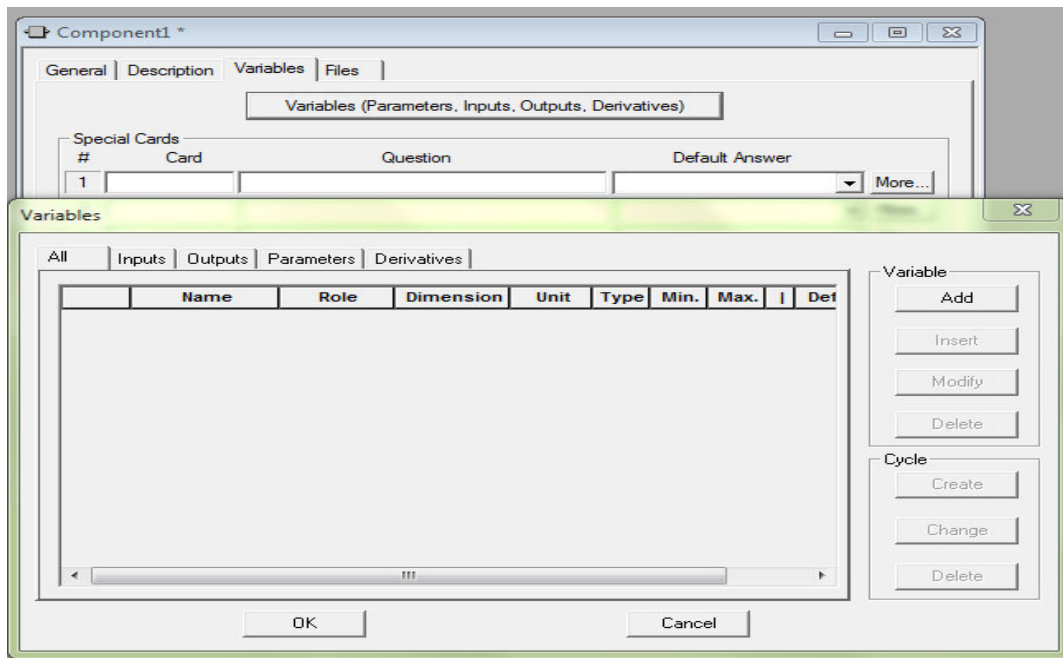 Component1 *
General Description Variables Files
Variables (Parameters, Inputs, Outputs, Derivatives)
Special Cards
# Card Question Default Answer
1 More...
Variables
All Inputs Outputs Parameters Derivatives
Name Role Dimension Unit Type Min. Max. | Def
Variable
Add
Insert
Modify
Delete
Cycle
Create
Change
Delete
OK Cancel